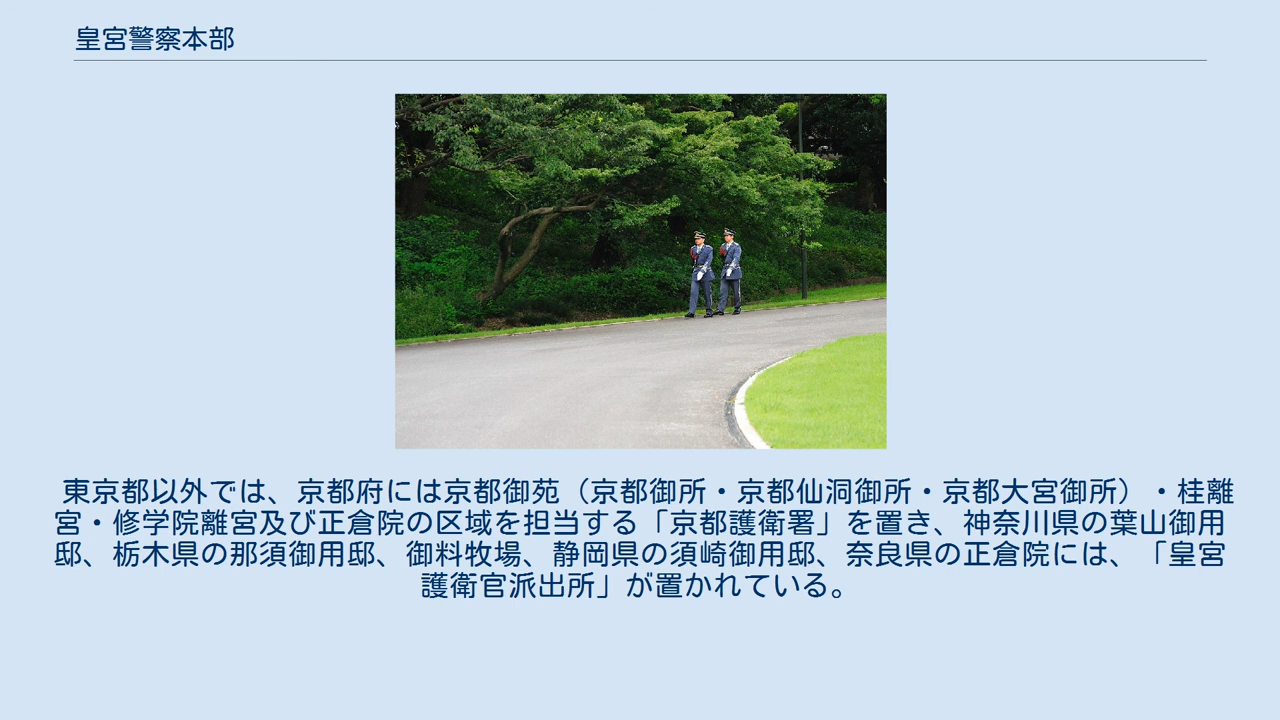 皇宮警察本部
東京都以外では、京都府には京都御苑（京都御所・京都仙洞御所・京都大宮御所）・桂離
宮・修学院離宮及び正倉院の区域を担当する「京都護衛署」を置き、神奈川県の葉山御用
邸、栃木県の那須御用邸、御料牧場、静岡県の須崎御用邸、奈良県の正倉院には、「皇宮
護衛官派出所」が置かれている。